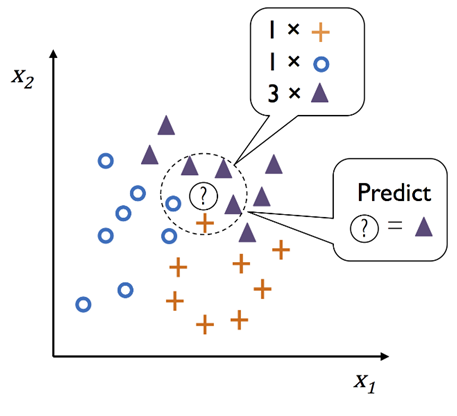 1 × +
1 × O
3 × ▲
x₂
?
Predict
? = ▲
x₁